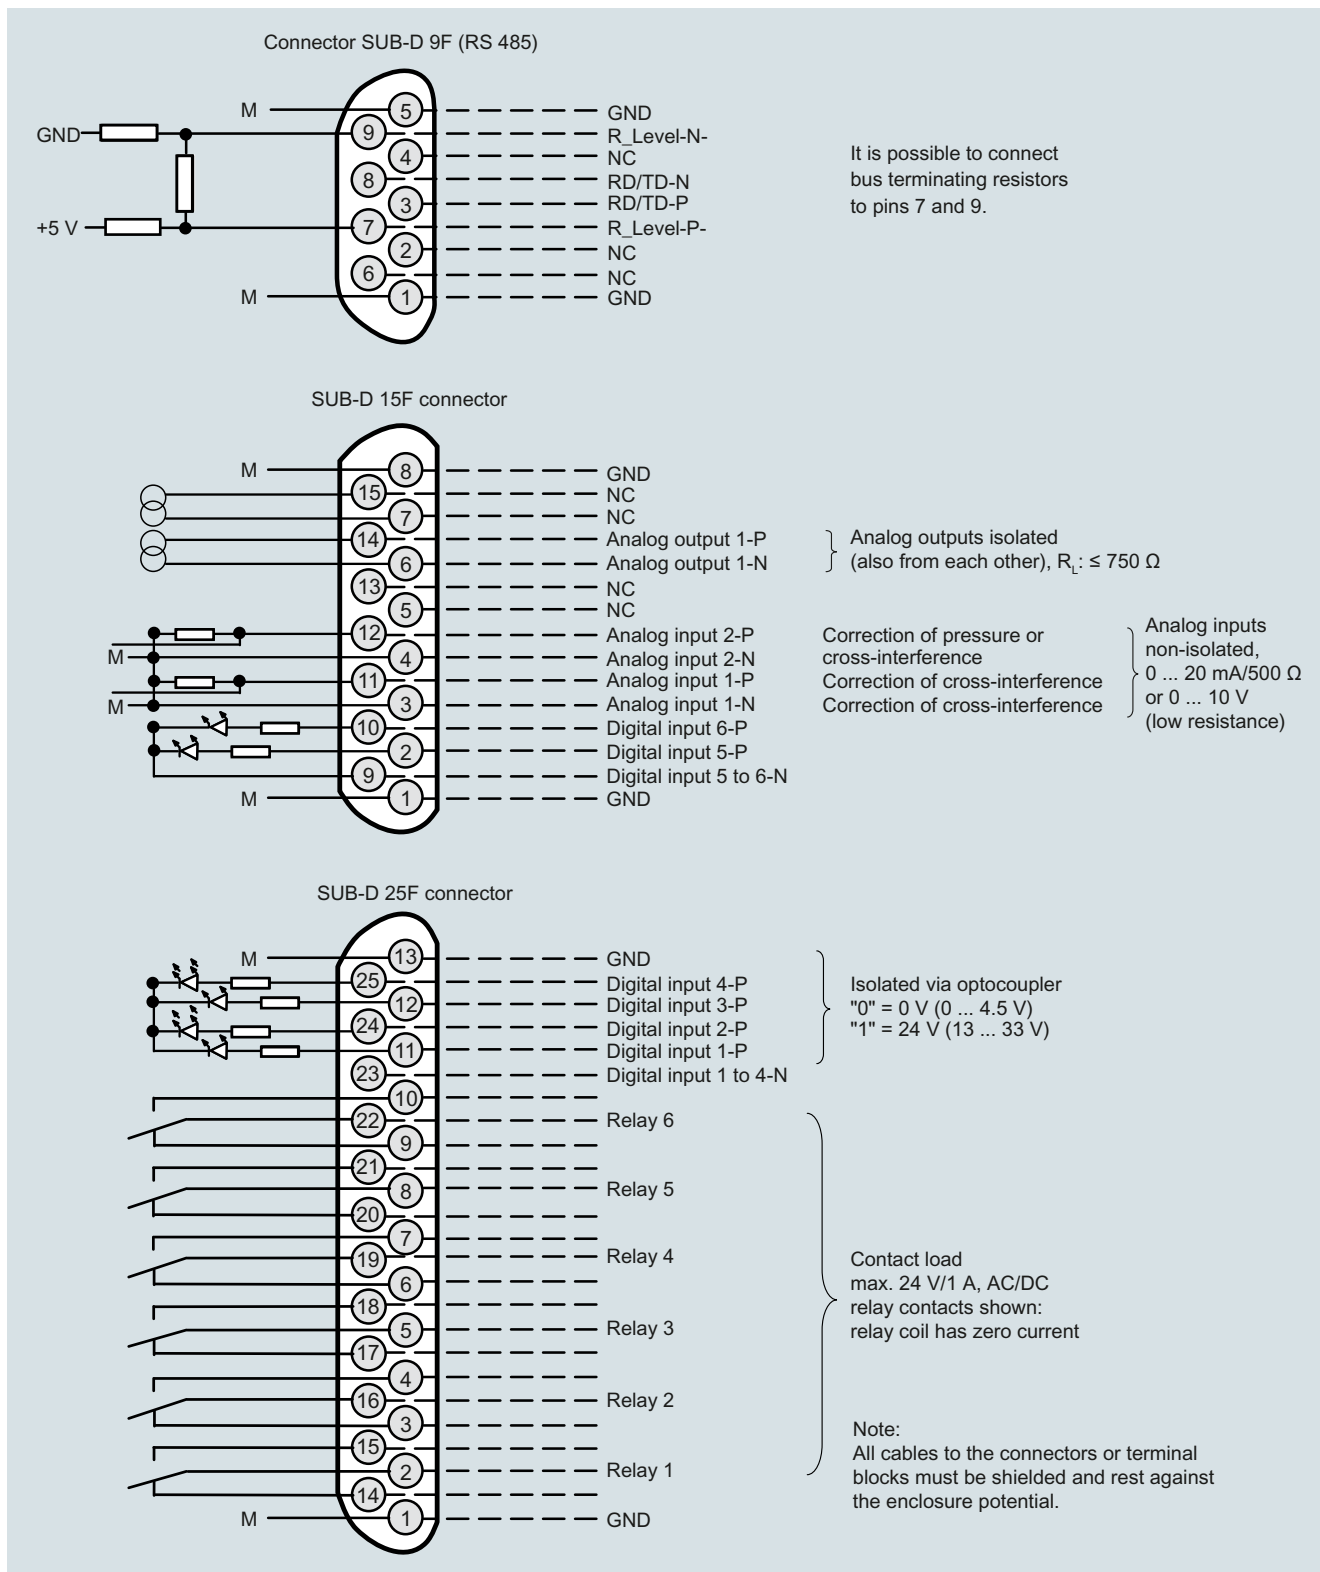 Connector SUB-D 9F (RS 485)
M 5 GND
GND 9 R_Level-N-
4 NC
8 RD/TD-N
3 RD/TD-P
+5 V 7 R_Level-P-
2 NC
6 NC
M 1 GND
It is possible to connect
bus terminating resistors
to pins 7 and 9.
SUB-D 15F connector
M 8 GND
15 NC
7 NC
14 Analog output 1-P
6 Analog output 1-N
Analog outputs isolated
(also from each other), RL: ≤ 750 Ω
13 NC
5 NC
12 Analog input 2-P
M 4 Analog input 2-N
11 Analog input 1-P
M 3 Analog input 1-N
Correction of pressure or
cross-interference
Correction of cross-interference
Correction of cross-interference
Analog inputs
non-isolated,
0 ... 20 mA/500 Ω
or 0 ... 10 V
(low resistance)
10 Digital input 6-P
2 Digital input 5-P
9 Digital input 5 to 6-N
M 1 GND
SUB-D 25F connector
M 13 GND
25 Digital input 4-P
12 Digital input 3-P
24 Digital input 2-P
11 Digital input 1-P
23 Digital input 1 to 4-N
Isolated via optocoupler
"0" = 0 V (0 ... 4.5 V)
"1" = 24 V (13 ... 33 V)
10
22 Relay 6
9
21
8 Relay 5
20
7
19 Relay 4
6
18
5 Relay 3
17
4
16 Relay 2
3
15
2 Relay 1
14
M 1 GND
Contact load
max. 24 V/1 A, AC/DC
relay contacts shown:
relay coil has zero current
Note:
All cables to the connectors or terminal
blocks must be shielded and rest against
the enclosure potential.